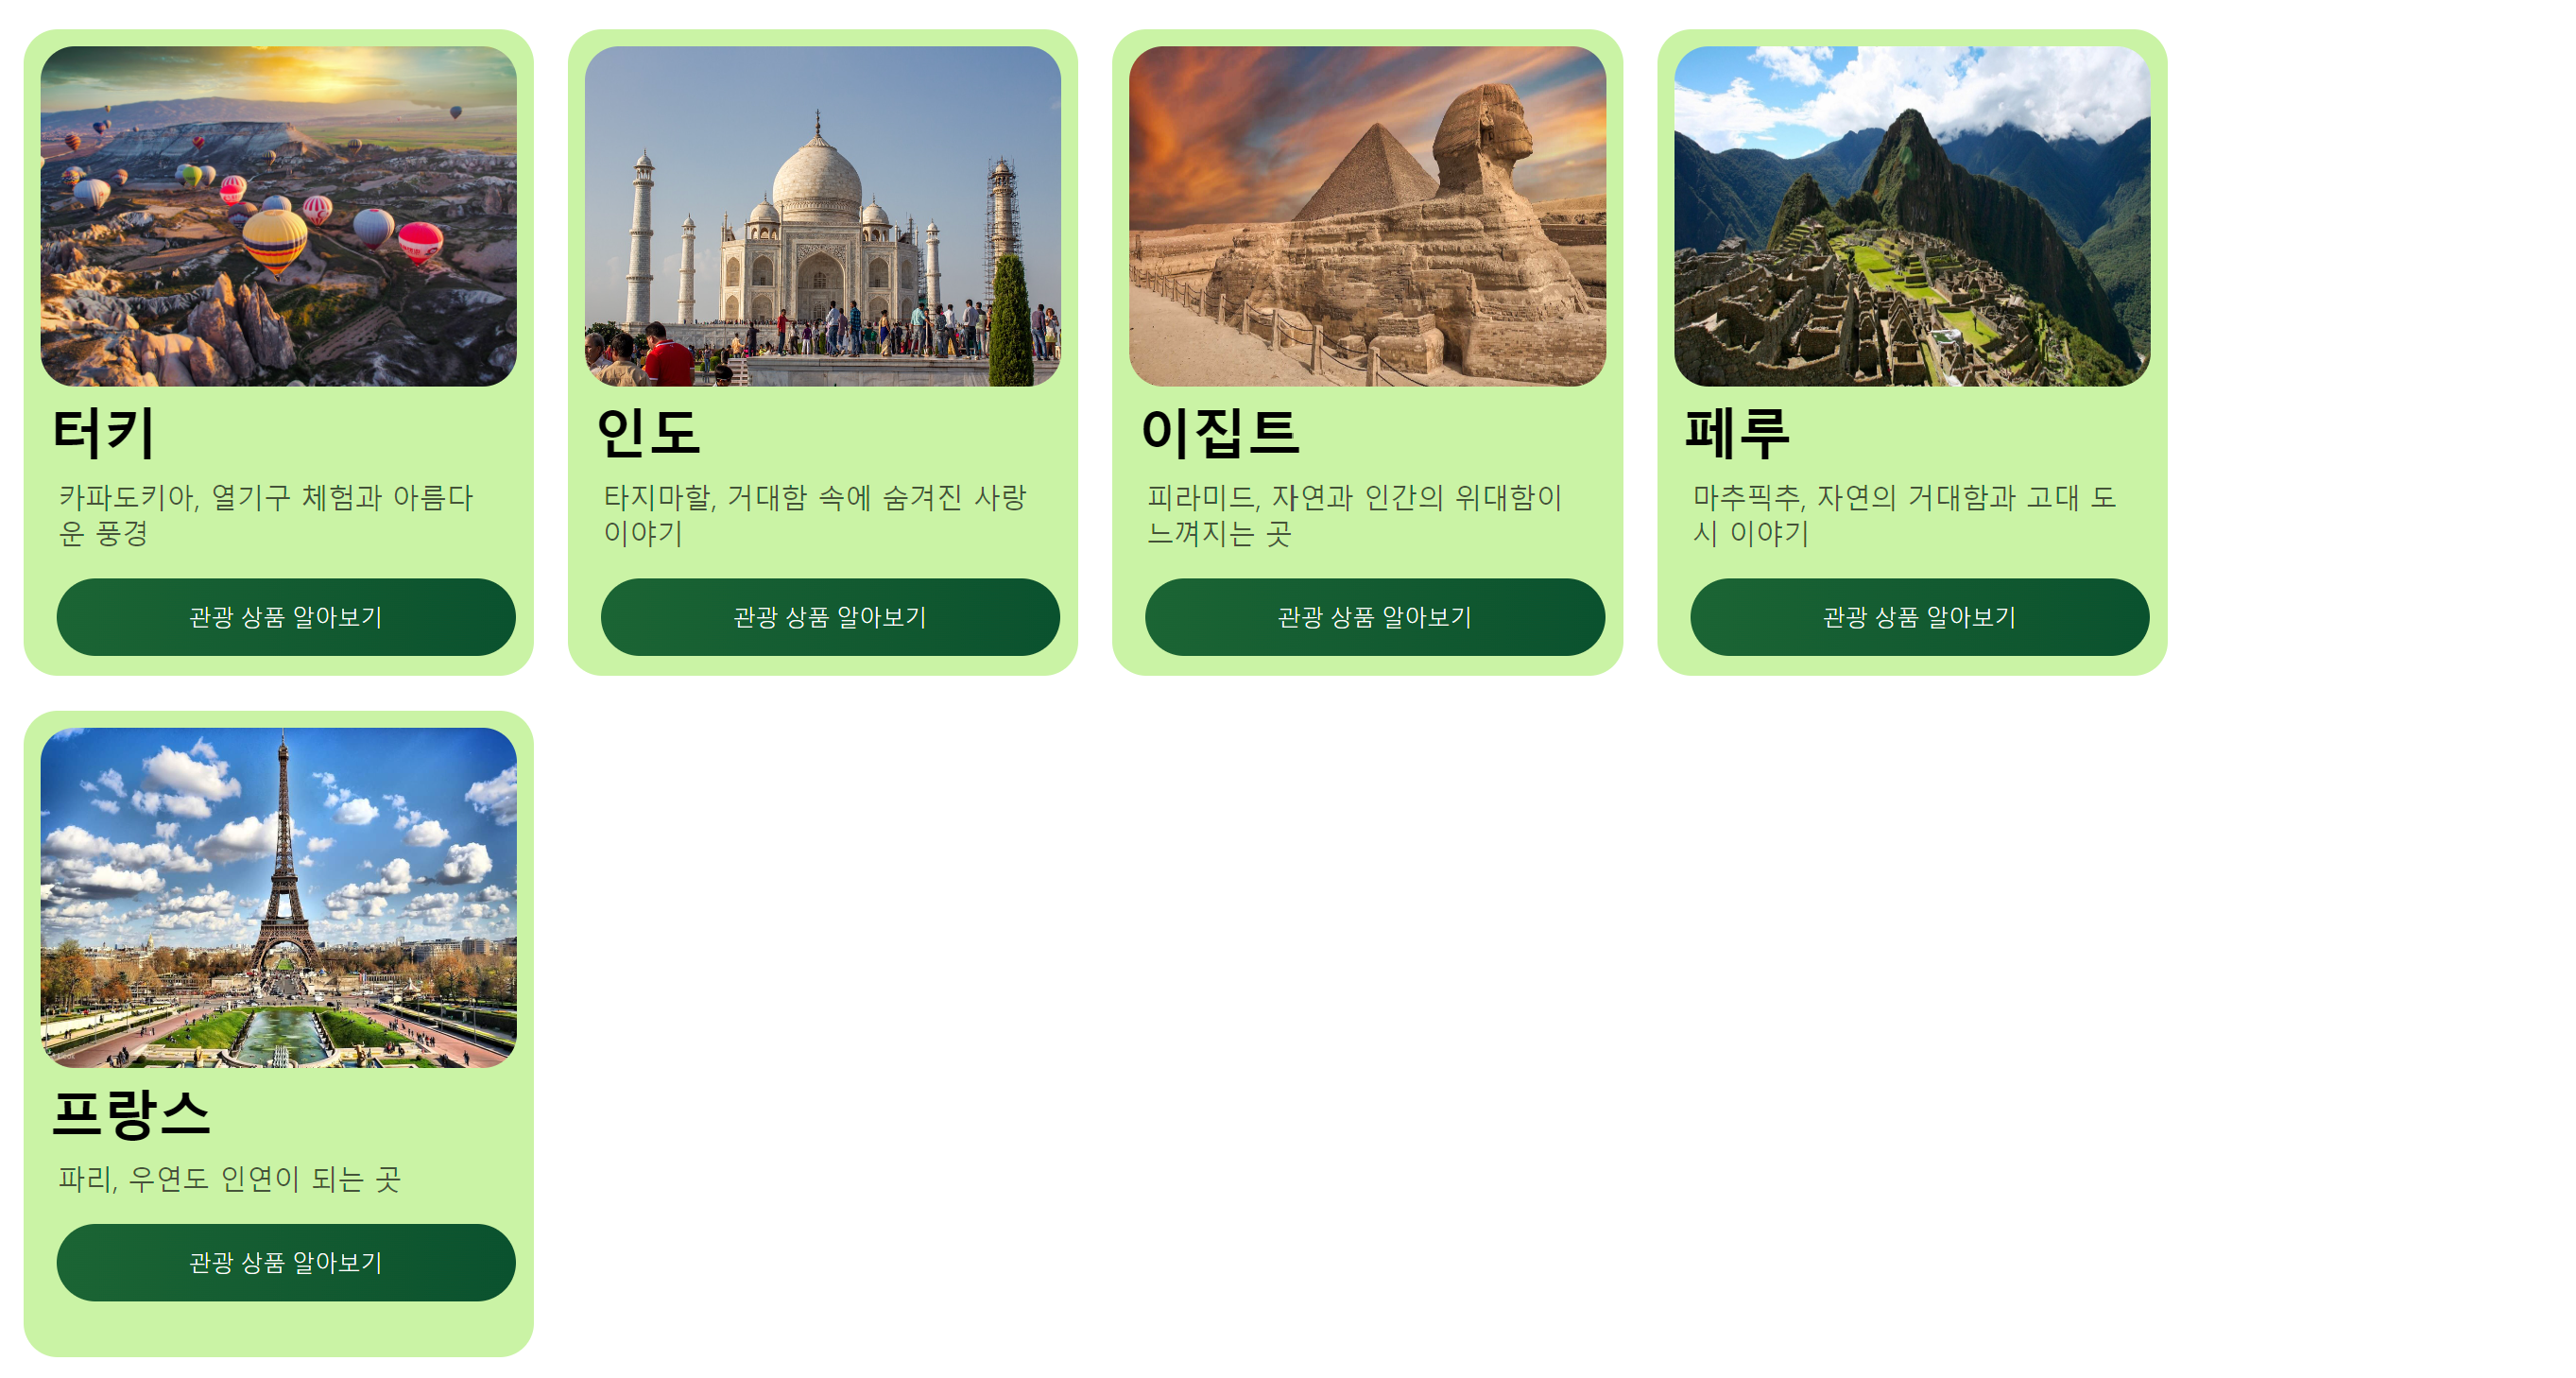 터키
카파도키아, 열기구 체험과 아름다
운 풍경
관광 상품 알아보기
인도
타지마할, 거대함 속에 숨겨진 사랑
이야기
관광 상품 알아보기
이집트
피라미드, 자연과 인간의 위대함이
느껴지는 곳
관광 상품 알아보기
페루
마추픽추, 자연의 거대함과 고대 도
시 이야기
관광 상품 알아보기
프랑스
파리, 우연도 인연이 되는 곳
관광 상품 알아보기